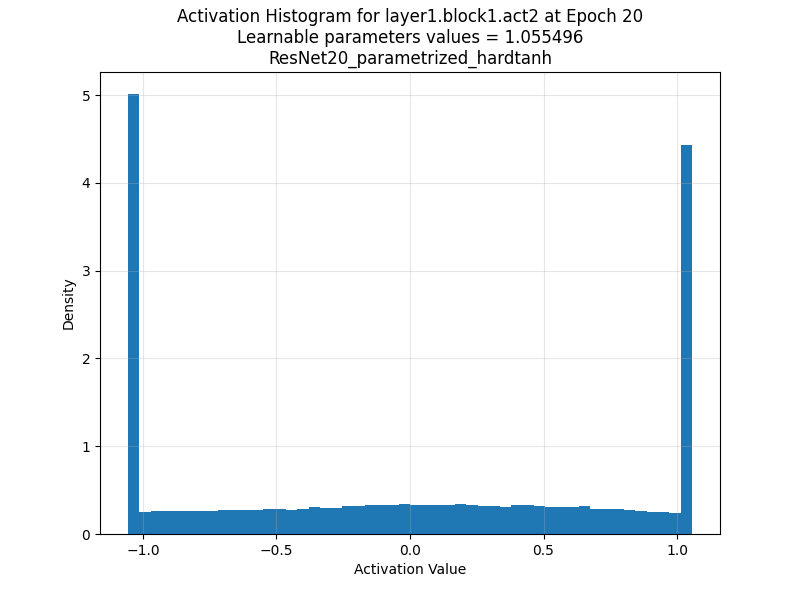 Activation Histogram for layer1.block1.act2 at Epoch 20
Learnable parameters values = 1.055496
ResNet20_parametrized_hardtanh
5
4
3
2
1
0
Density
−1.0 −0.5 0.0 0.5 1.0
Activation Value